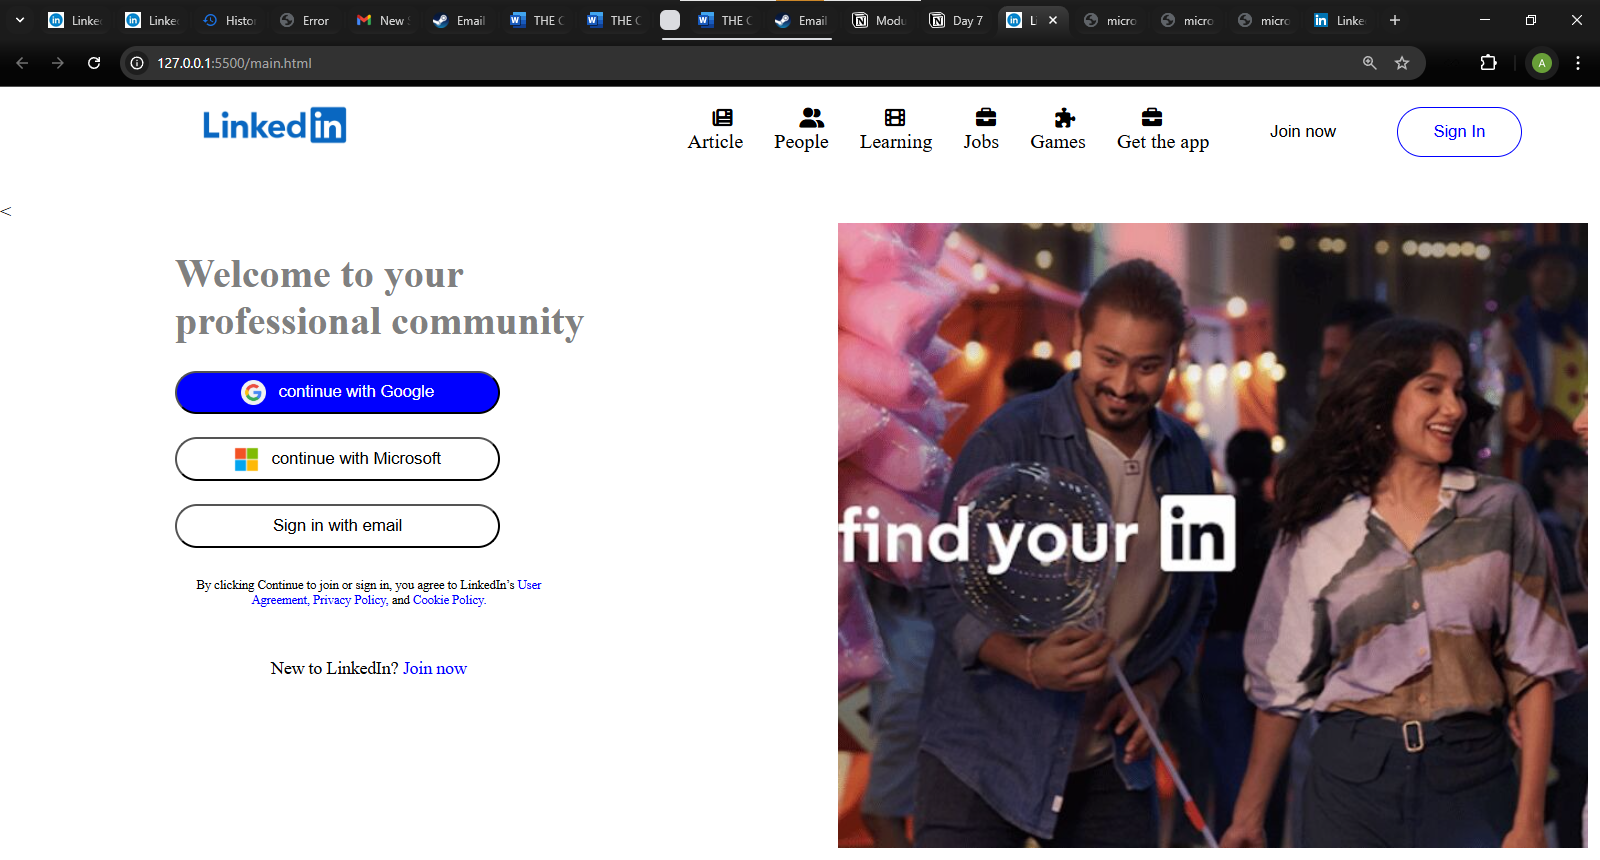 Linke
Linke
Histo
Error
New
Email
THE C
THE C
THE C
Email
Modu
Day 7
Li
micro
micro
micro
Linke
127.0.0.1:5500/main.html
A
Linked in
Article
People
Learning
Jobs
Games
Get the app
Join now
Sign In
<
Welcome to your
professional community
continue with Google
continue with Microsoft
Sign in with email
By clicking Continue to join or sign in, you agree to LinkedIn’s User
Agreement, Privacy Policy, and Cookie Policy.
New to LinkedIn? Join now
find your in